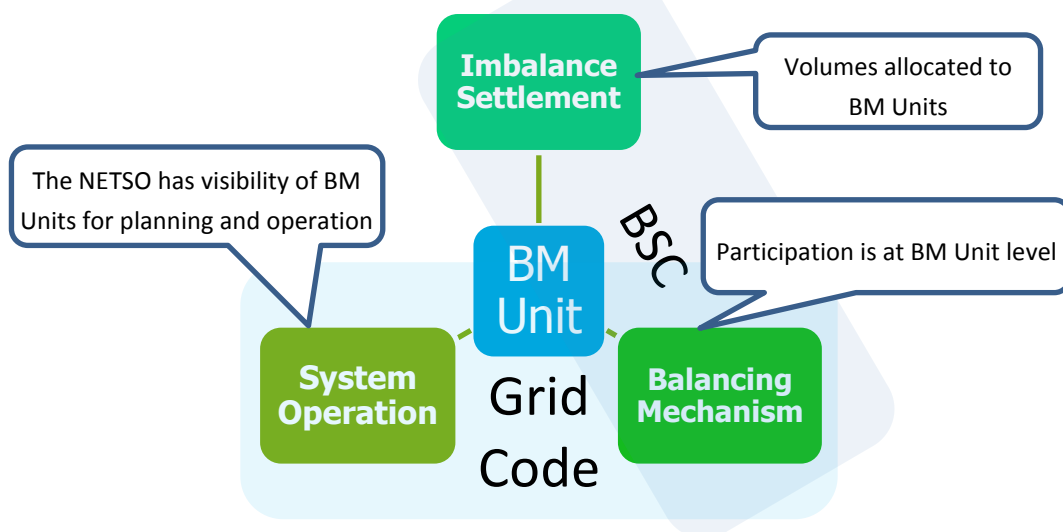 Imbalance
Settlement
Volumes allocated to
BM Units
The NETSO has visibility of BM
Units for planning and operation
BSC
Participation is at BM Unit level
BM
Unit
System
Operation
Grid
Code
Balancing
Mechanism